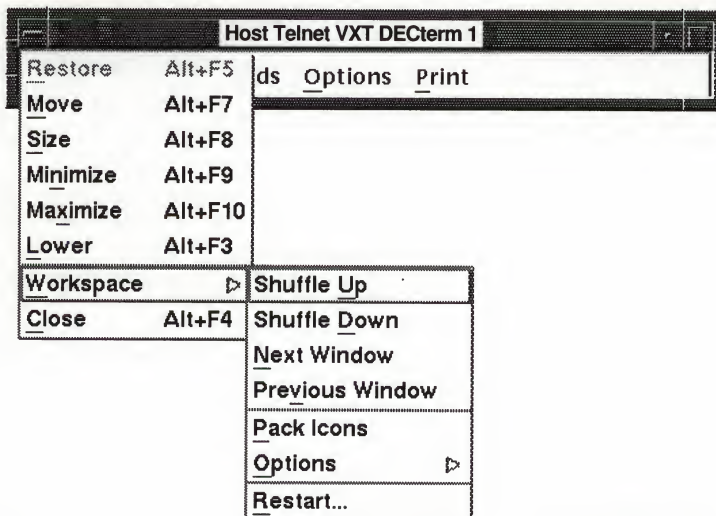 Host Telnet VXT DECterm 1
ds Options Print
Restore Alt+F5
Move Alt+F7
Size Alt+F8
Minimize Alt+F9
Maximize Alt+F10
Lower Alt+F3
Workspace
Close Alt+F4
Shuffle Up
Shuffle Down
Next Window
Previous Window
Pack Icons
Options
Restart...